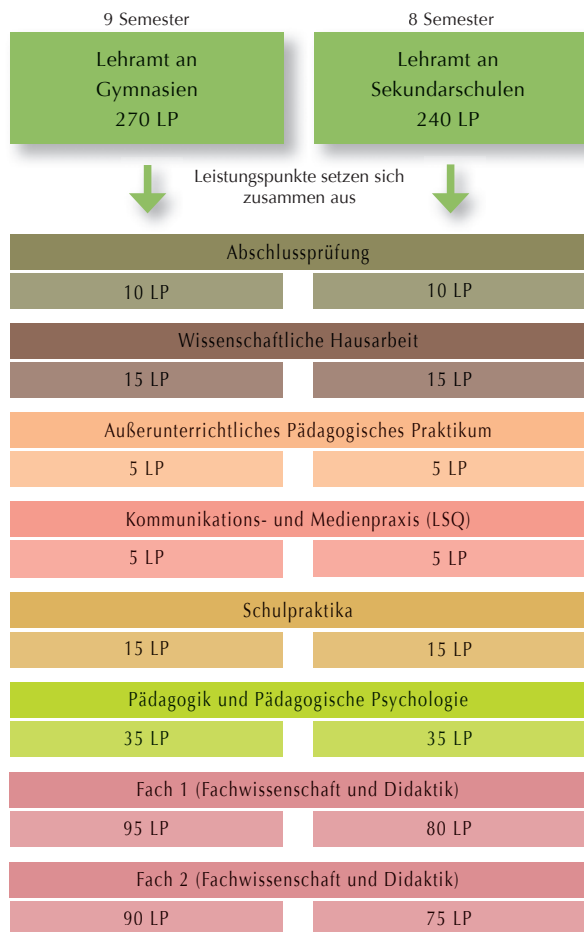 9 Semester
8 Semester
Lehramt an
Gymnasien
270 LP
Lehramt an
Sekundarschulen
240 LP
Leistungspunkte setzen sich
zusammen aus
Abschlussprüfung
10 LP
10 LP
Wissenschaftliche Hausarbeit
15 LP
15 LP
Außerunterrichtliches Pädagogisches Praktikum
5 LP
5 LP
Kommunikations- und Medienpraxis (LSQ)
5 LP
5 LP
Schulpraktika
15 LP
15 LP
Pädagogik und Pädagogische Psychologie
35 LP
35 LP
Fach 1 (Fachwissenschaft und Didaktik)
95 LP
80 LP
Fach 2 (Fachwissenschaft und Didaktik)
90 LP
75 LP